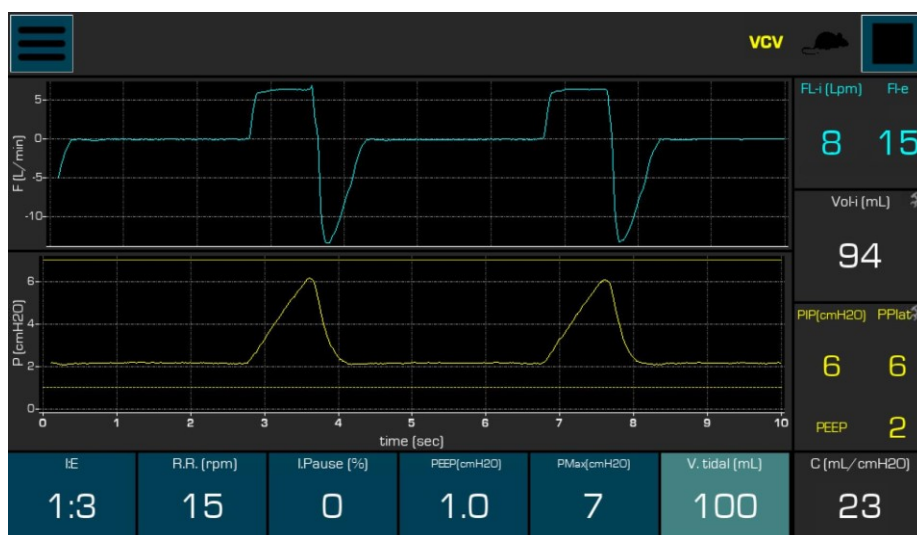 VCV
FL-i (Lpm) Fl-e
8 15
Vol-i (mL)
94
PIP(cmH2O) PPlat
6 6
PEEP 2
C (mL/cmH2O)
23
F (L/min)
5
0
-5
-10
P (cmH2O)
6
4
2
0
0 1 2 3 4 5 6 7 8 9 10
time (sec)
I:E R.R. (rpm) I.Pause (%) PEEP(cmH2O) PMax(cmH2O) V. tidal (mL)
1:3 15 0 1.0 7 100